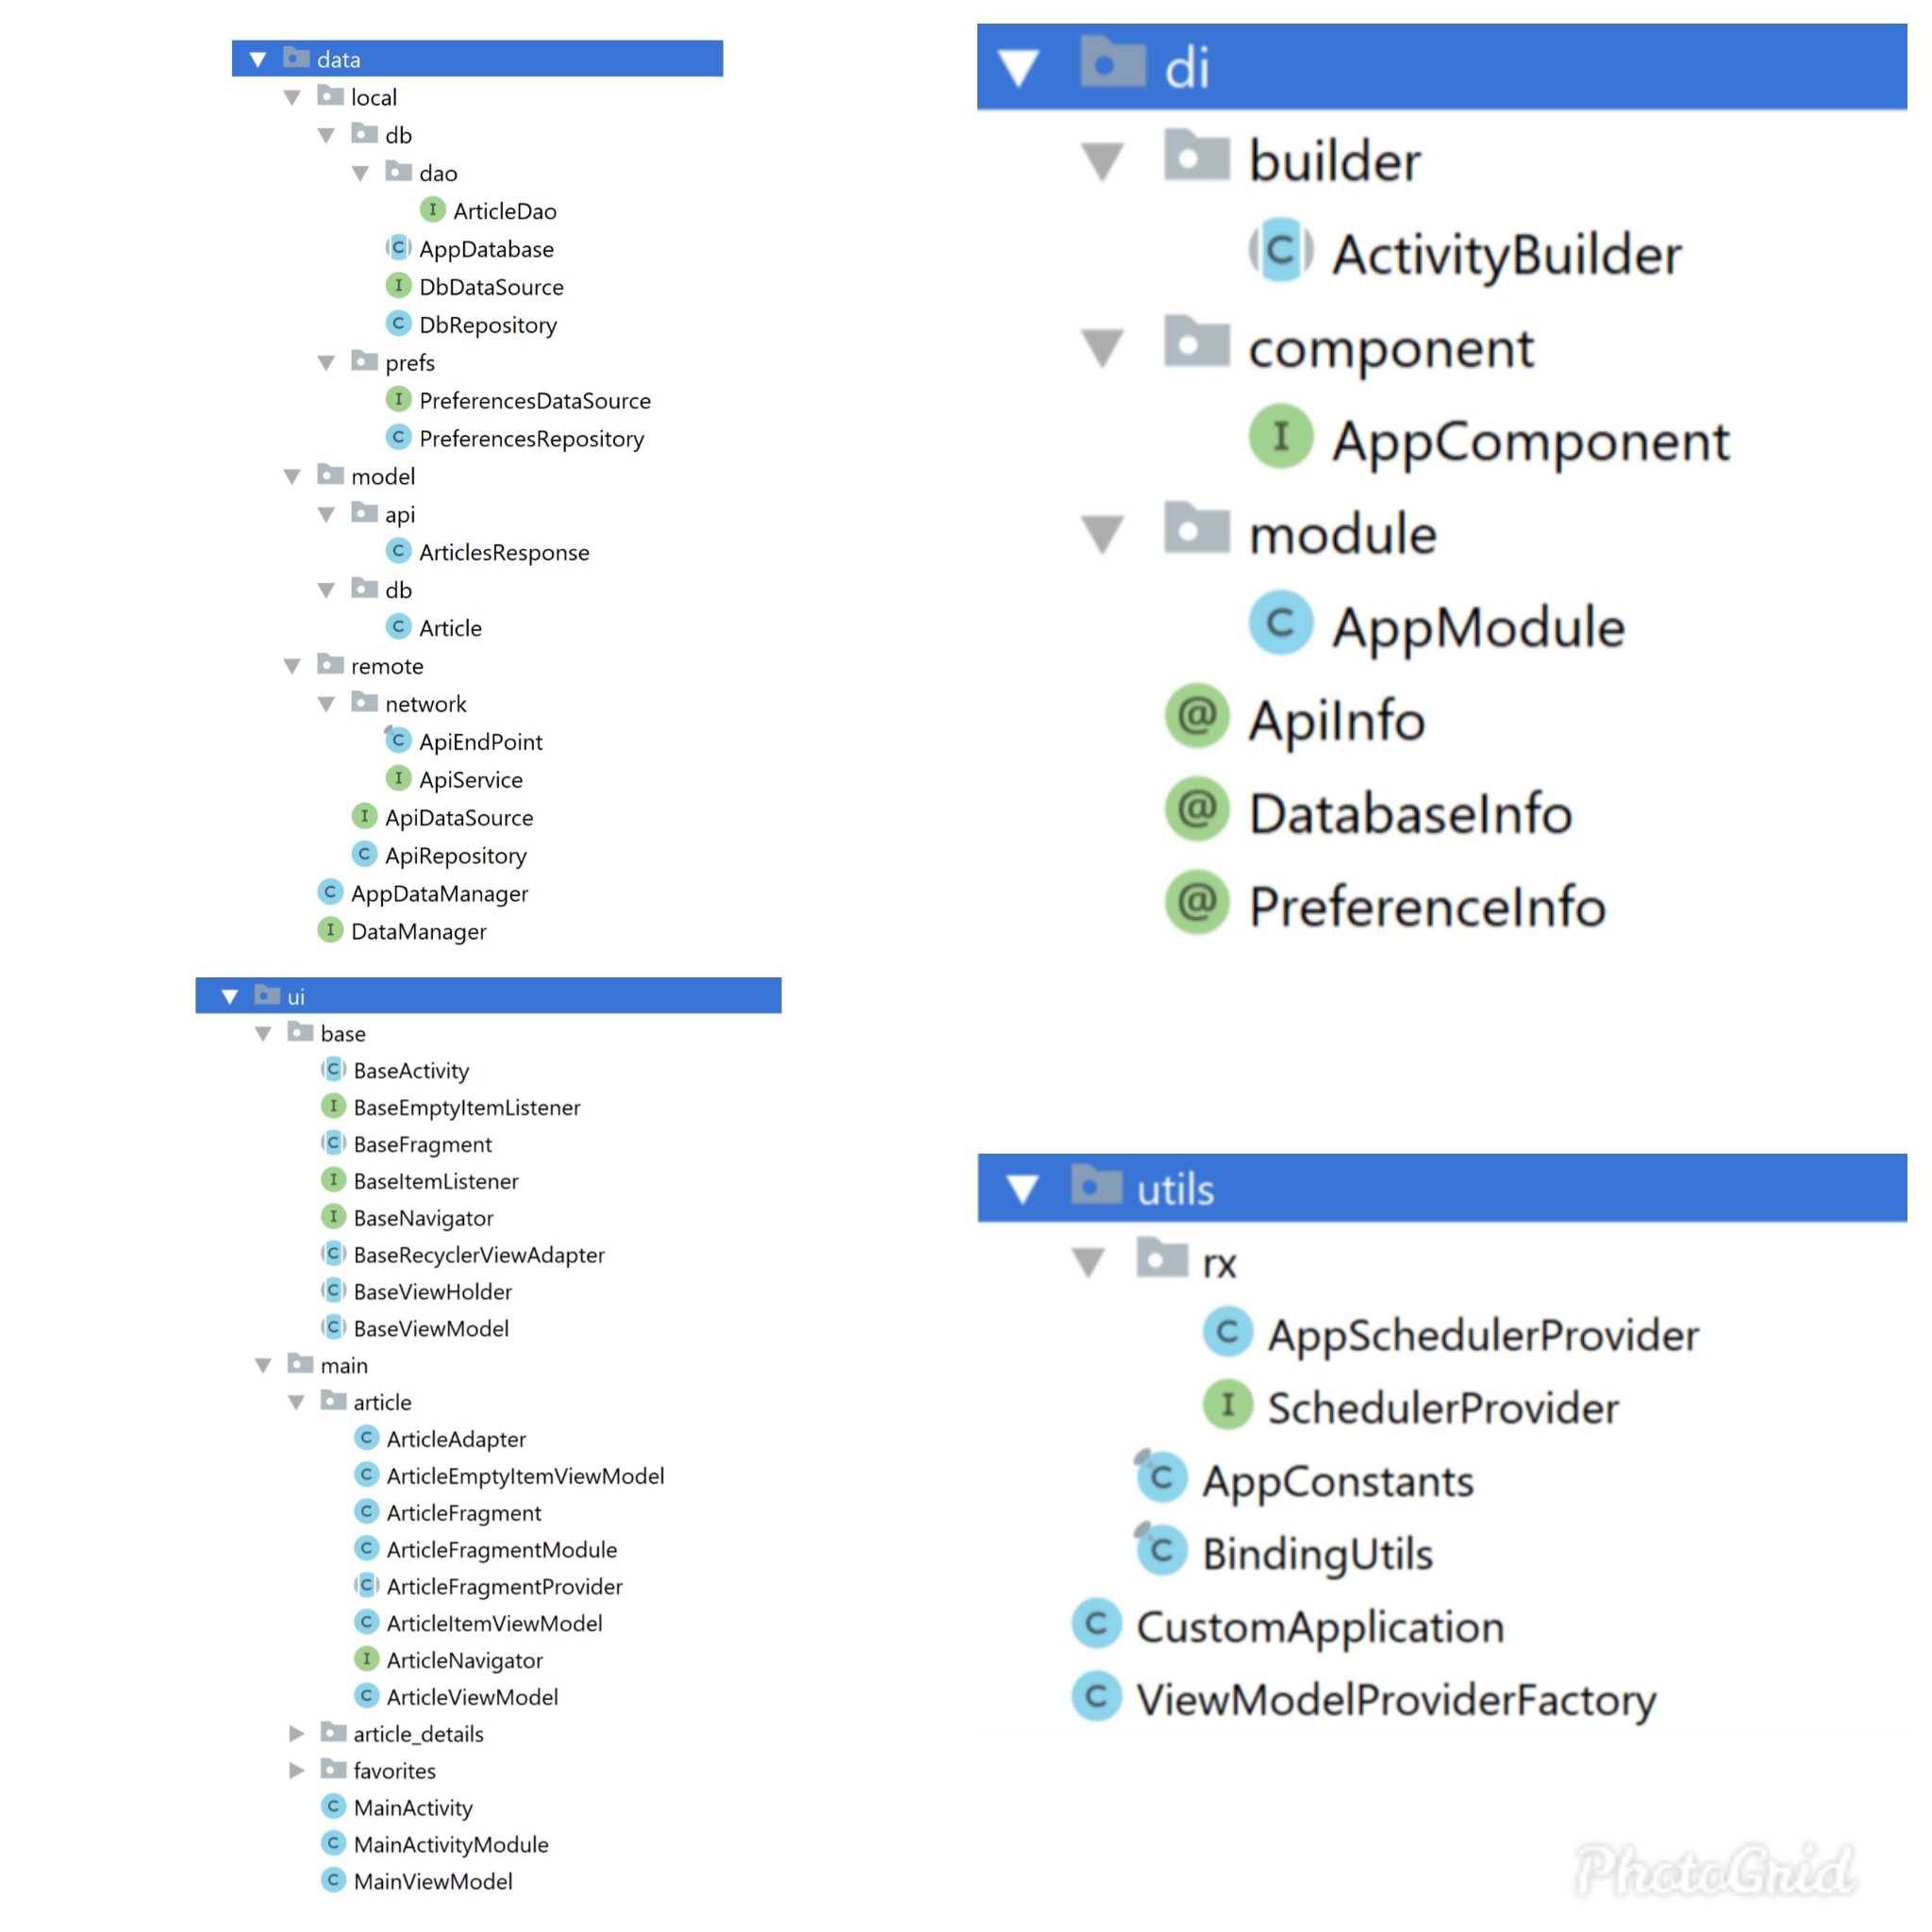 data
local
db
dao
ArticleDao
AppDatabase
DbDataSource
DbRepository
prefs
PreferencesDataSource
PreferencesRepository
model
api
ArticlesResponse
db
Article
remote
network
ApiEndPoint
ApiService
ApiDataSource
ApiRepository
AppDataManager
DataManager
di
builder
ActivityBuilder
component
AppComponent
module
AppModule
ApiInfo
DatabaseInfo
PreferenceInfo
ui
base
BaseActivity
BaseEmptyItemListener
BaseFragment
BaseItemListener
BaseNavigator
BaseRecyclerViewAdapter
BaseViewHolder
BaseViewModel
main
article
ArticleAdapter
ArticleEmptyItemViewModel
ArticleFragment
ArticleFragmentModule
ArticleFragmentProvider
ArticleItemViewModel
ArticleNavigator
ArticleViewModel
article_details
favorites
MainActivity
MainActivityModule
MainViewModel
utils
rx
AppSchedulerProvider
SchedulerProvider
AppConstants
BindingUtils
CustomApplication
ViewModelProviderFactory
PhotoGrid